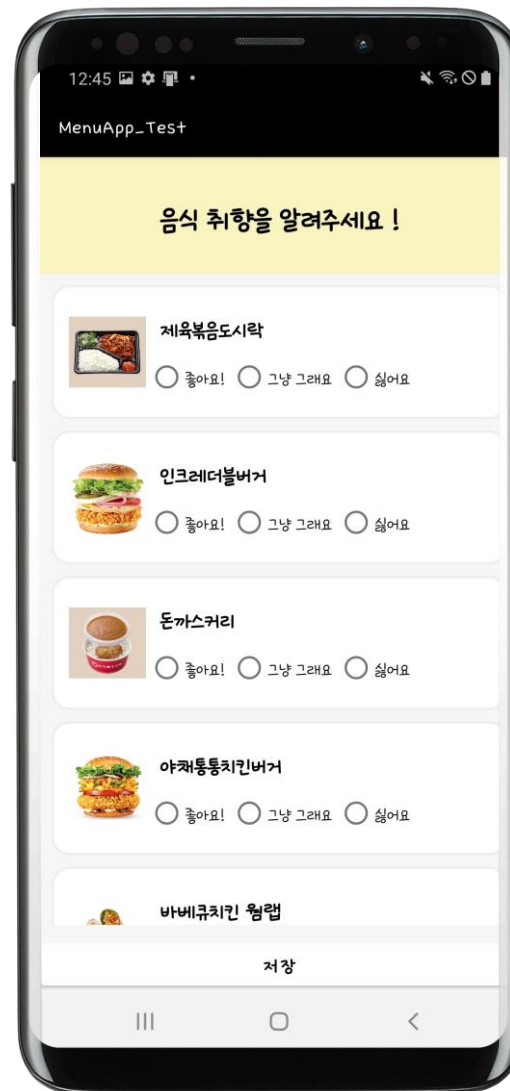 12:45
MenuApp_Test
음식 취향을 알려주세요 !
제육볶음도시락
좋아요! 그냥 그래요 싫어요
인크레더블버거
좋아요! 그냥 그래요 싫어요
돈까스커리
좋아요! 그냥 그래요 싫어요
야채통통치킨버거
좋아요! 그냥 그래요 싫어요
바베큐치킨 웜랩
저장